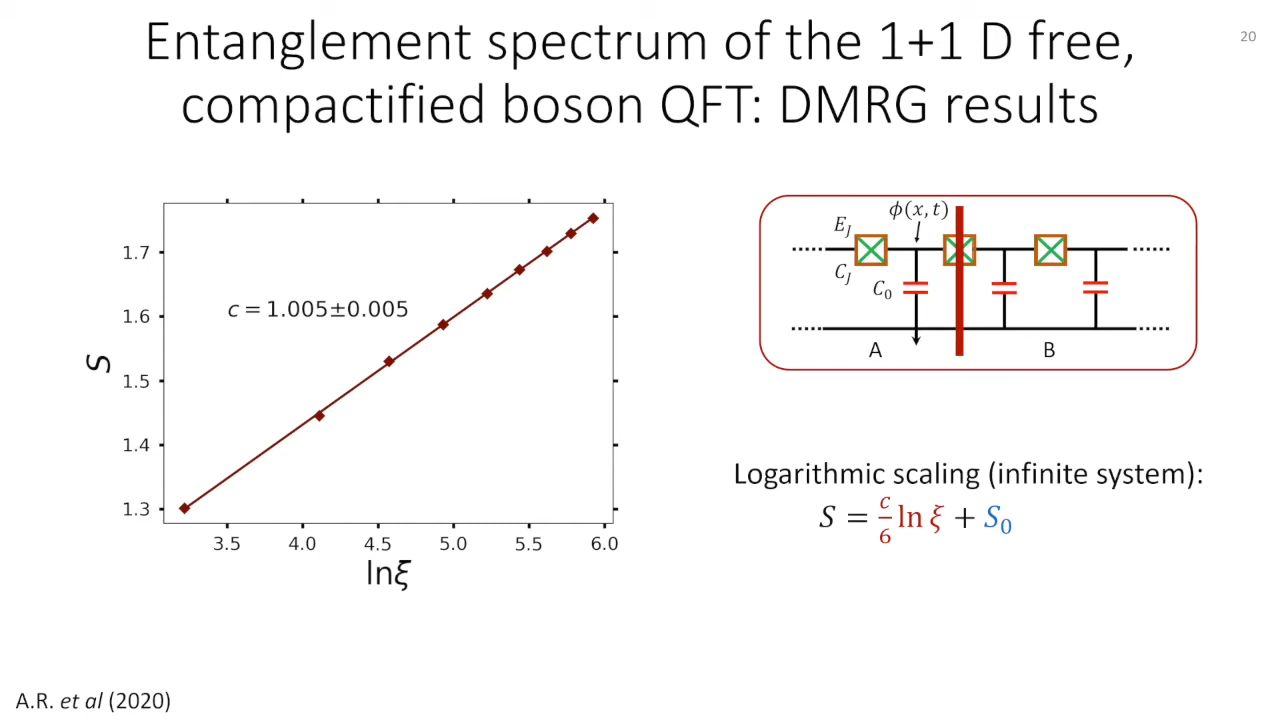 Entanglement spectrum of the 1+1 D free,
compactified boson QFT: DMRG results
20
S
1.7
1.6
1.5
1.4
1.3
c = 1.005±0.005
3.5 4.0 4.5 5.0 5.5 6.0
lnξ
E_J
ϕ(x, t)
C_J
C_0
A
B
Logarithmic scaling (infinite system):
S = c/6 ln ξ + S_0
A.R. et al (2020)